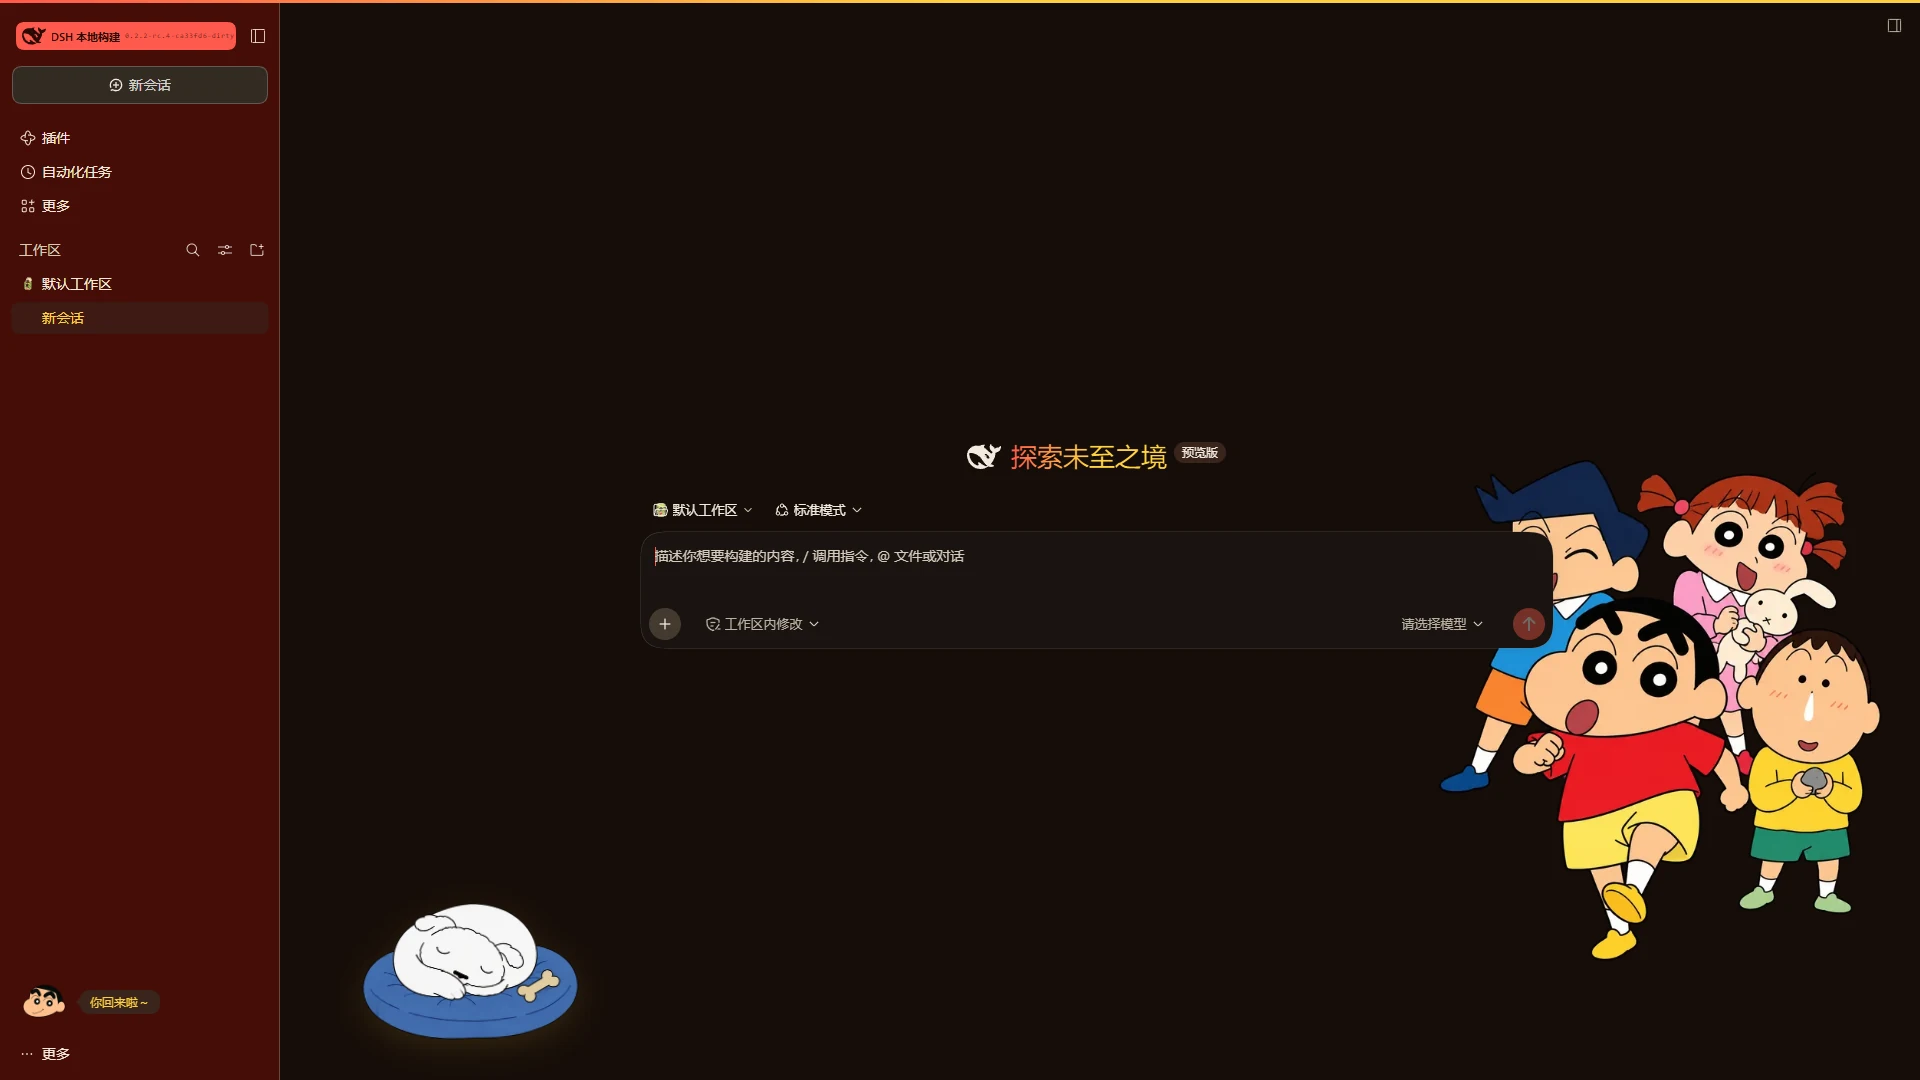 DSH 本地构建
新会话
插件
自动化任务
更多
工作区
默认工作区
新会话
探索未至之境 预览版
默认工作区 标准模式
描述你想要构建的内容, / 调用指令, @ 文件或对话
工作区内修改 请选择模型
你回来啦～
更多